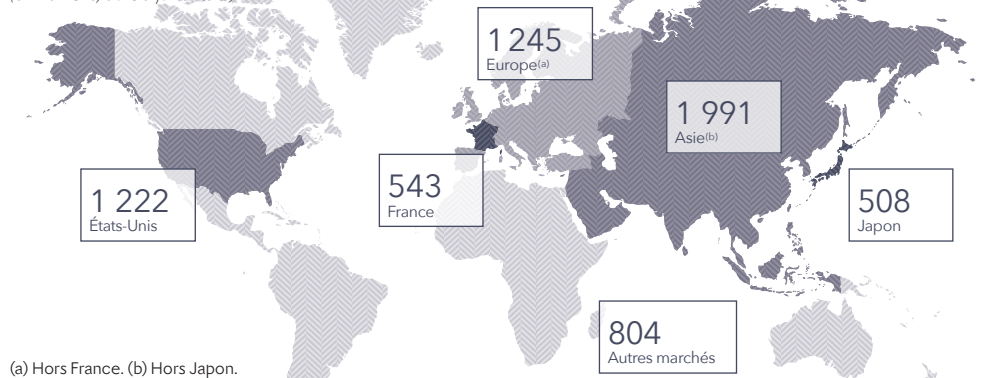 1 245
Europe(a)
1 991
Asie(b)
1 222
États-Unis
543
France
508
Japon
804
Autres marchés
(a) Hors France. (b) Hors Japon.